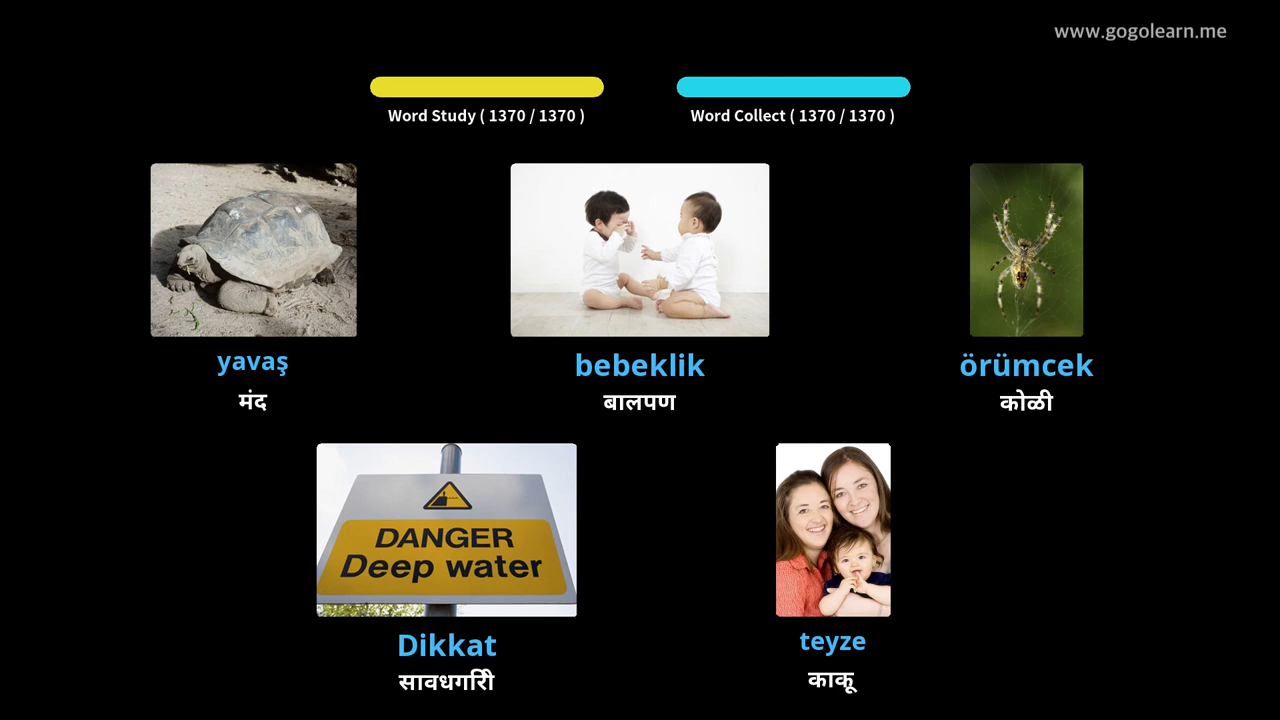 www.gogolearn.me
Word Study ( 1370 / 1370 )
Word Collect ( 1370 / 1370 )
yavaş
मंद
bebeklik
बालपण
örümcek
कोळी
DANGER
Deep water
Dikkat
सावधगिरी
teyze
काकू